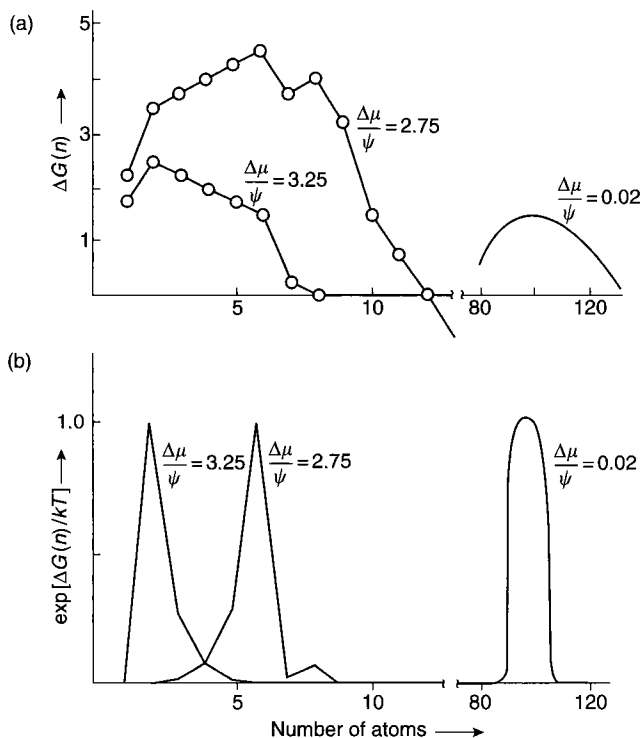 (a)
ΔG(n) →
5
3
1
Δμ/ψ = 2.75
Δμ/ψ = 3.25
Δμ/ψ = 0.02
5
10
80
120
(b)
exp[ΔG(n)/kT] →
1.0
Δμ/ψ = 3.25
Δμ/ψ = 2.75
Δμ/ψ = 0.02
5
10
80
120
Number of atoms →